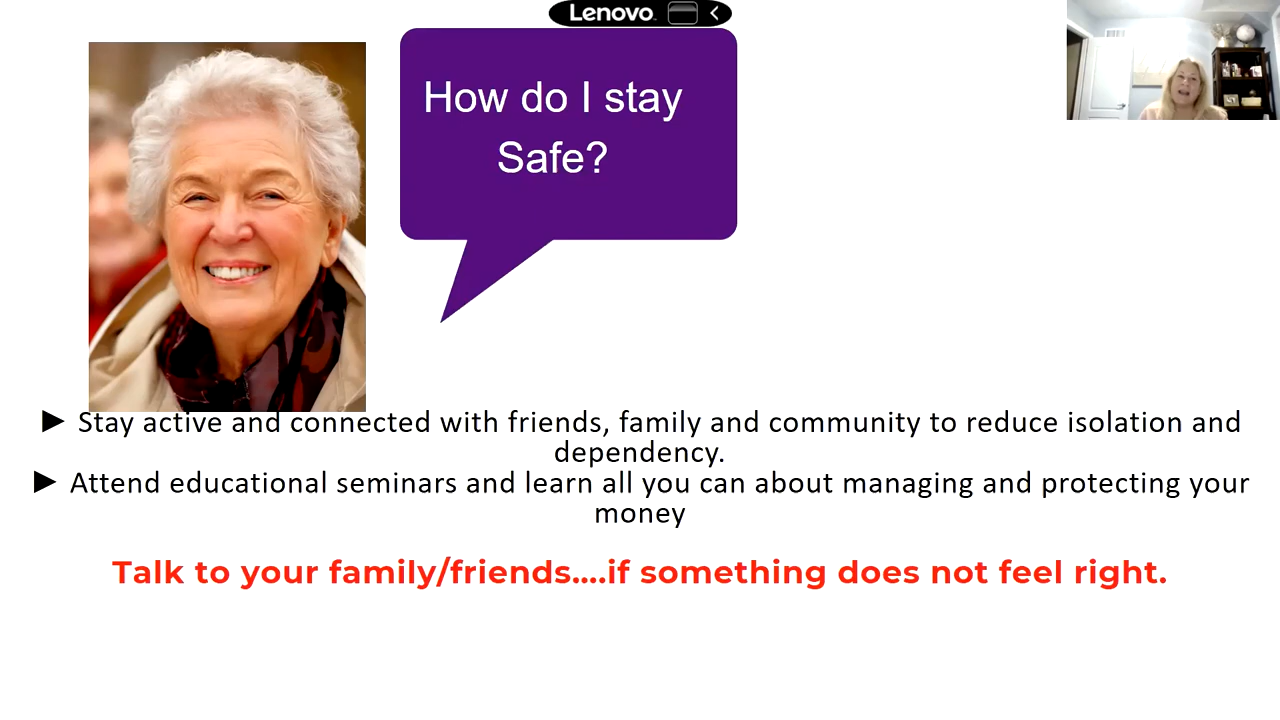 Lenovo
How do I stay
Safe?
► Stay active and connected with friends, family and community to reduce isolation and
dependency.
► Attend educational seminars and learn all you can about managing and protecting your
money
Talk to your family/friends....if something does not feel right.